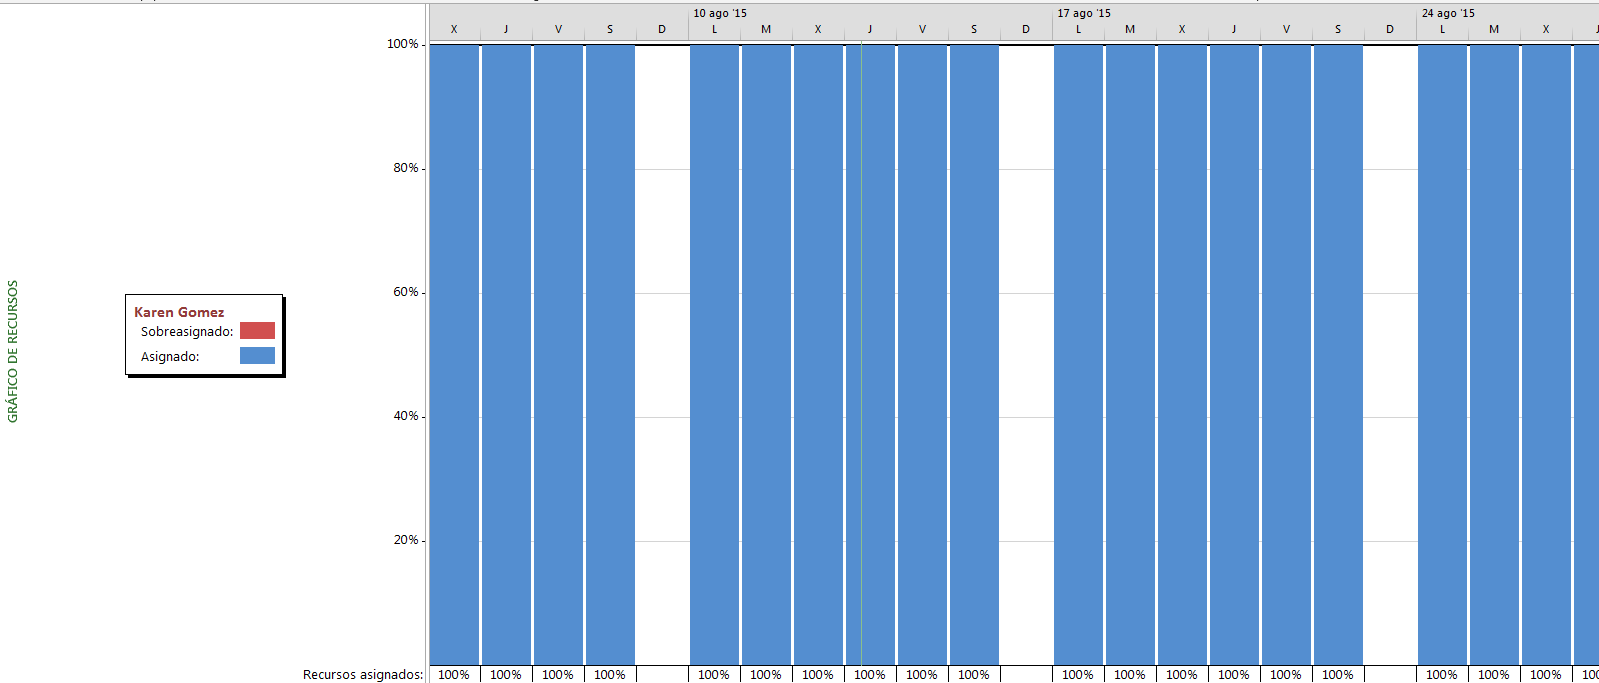 10 ago '15 17 ago '15 24 ago '15
X J V S D L M X J V S D L M X J V S D L M X J
100%
80%
60%
40%
20%
GRÁFICO DE RECURSOS
Karen Gomez
Sobreasignado:
Asignado:
Recursos asignados: 100% 100% 100% 100% 100% 100% 100% 100% 100% 100% 100% 100% 100% 100% 100% 100% 100% 100% 100%